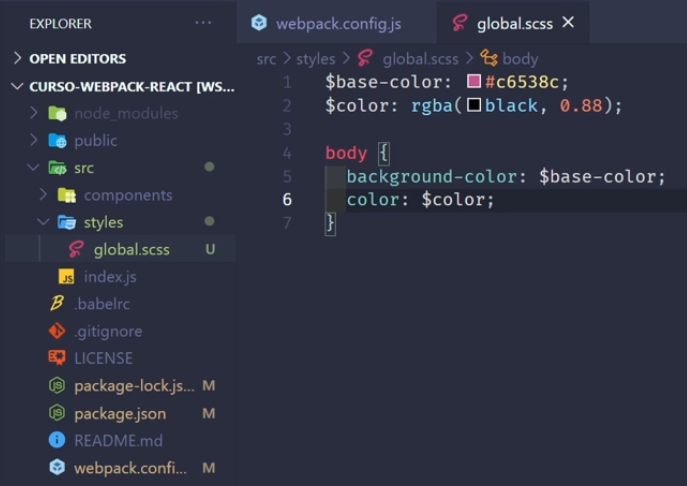 EXPLORER ...
OPEN EDITORS
CURSO-WEBPACK-REACT [WS...
node_modules
public
src
components
styles
global.scss U
JS index.js
.babelrc
.gitignore
LICENSE
package-lock.js... M
package.json M
README.md
webpack.confi... M
webpack.config.js global.scss ×
src > styles > global.scss > body
1 $base-color: #c6538c;
2 $color: rgba(black, 0.88);
3
4 body {
5 background-color: $base-color;
6 color: $color;
7 }